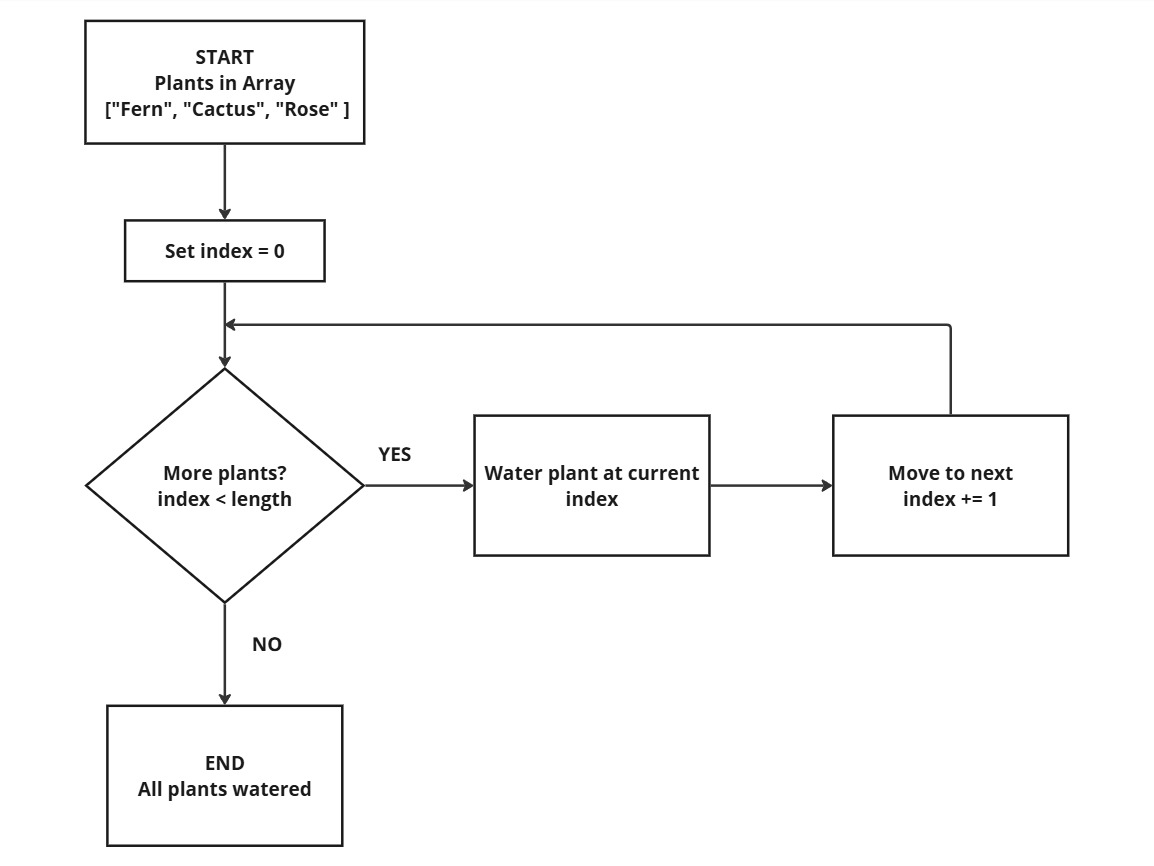 START
Plants in Array
["Fern", "Cactus", "Rose" ]
Set index = 0
More plants?
index < length
YES
Water plant at current
index
Move to next
index += 1
NO
END
All plants watered